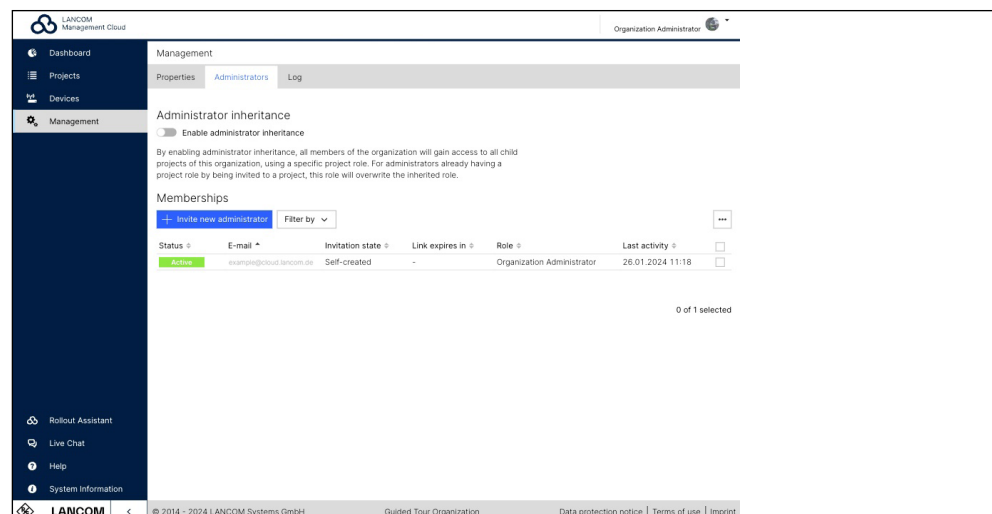 LANCOM
Management Cloud
Organization Administrator
Dashboard
Projects
Devices
Management
Management
Properties Administrators Log
Administrator inheritance
Enable administrator inheritance
By enabling administrator inheritance, all members of the organization will gain access to all child
projects of this organization, using a specific project role. For administrators already having a
project role by being invited to a project, this role will overwrite the inherited role.
Memberships
Invite new administrator Filter by
Status E-mail Invitation state Link expires in Role Last activity
Active example@cloud.lancom.de Self-created - Organization Administrator 26.01.2024 11:18
0 of 1 selected
Rollout Assistant
Live Chat
Help
System Information
LANCOM
© 2014 - 2024 LANCOM Systems GmbH Guided Tour Organization Data protection notice | Terms of use | Imprint